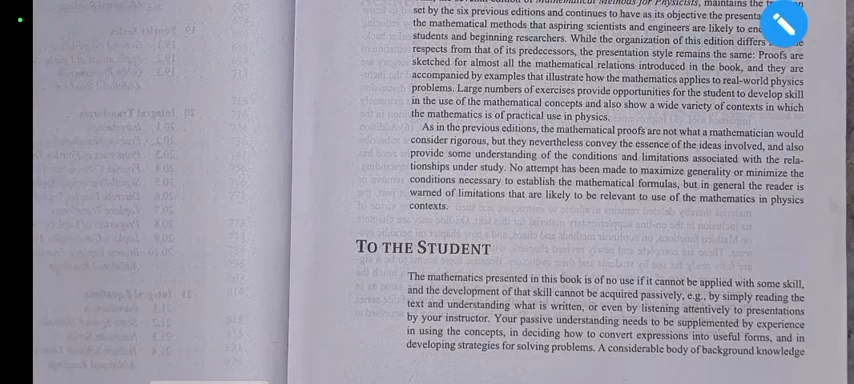 Mathematical Methods for Physicists, maintains the
set by the six previous editions and continues to have as its objective the
the mathematical methods that aspiring scientists and engineers are likely to
students and beginning researchers. While the organization of this edition differs
respects from that of its predecessors, the presentation style remains the same: Proofs are
sketched for almost all the mathematical relations introduced in the book, and they are
accompanied by examples that illustrate how the mathematics applies to real-world physics
problems. Large numbers of exercises provide opportunities for the student to develop skill
in the use of the mathematical concepts and also show a wide variety of contexts in which
the mathematics is of practical use in physics.
As in the previous editions, the mathematical proofs are not what a mathematician would
consider rigorous, but they nevertheless convey the essence of the ideas involved, and also
provide some understanding of the conditions and limitations associated with the rela-
tionships under study. No attempt has been made to maximize generality or minimize the
conditions necessary to establish the mathematical formulas, but in general the reader is
warned of limitations that are likely to be relevant to use of the mathematics in physics
contexts.
TO THE STUDENT
The mathematics presented in this book is of no use if it cannot be applied with some skill,
and the development of that skill cannot be acquired passively, e.g., by simply reading the
text and understanding what is written, or even by listening attentively to presentations
by your instructor. Your passive understanding needs to be supplemented by experience
in using the concepts, in deciding how to convert expressions into useful forms, and in
developing strategies for solving problems. A considerable body of background knowledge